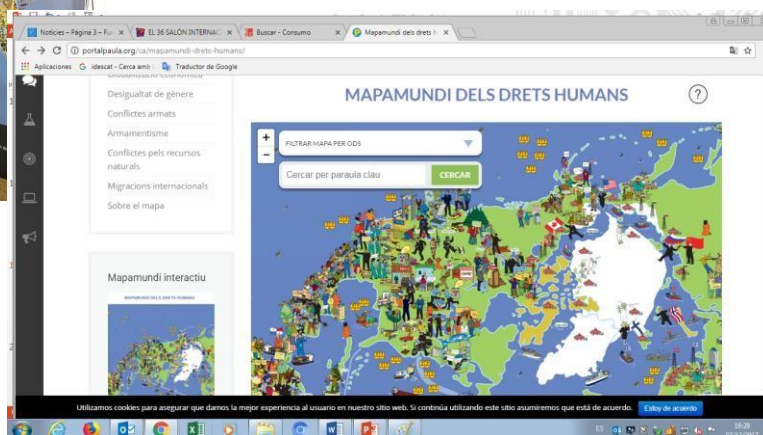 Notícies – Página 3 – Fu
EL 36 SALÓN INTERNAC
Buscar - Consumo
Mapamundi dels drets h
portalpaula.org/ca/mapamundi-drets-humans/
Aplicaciones
idescat - Cerca amb
Traductor de Google
Globalització econòmica
Desigualtat de gènere
Conflictes armats
Armamentisme
Conflictes pels recursos
naturals
Migracions internacionals
Sobre el mapa
Mapamundi interactiu
MAPAMUNDI DELS DRETS HUMANS
MAPAMUNDI DELS DRETS HUMANS
?
+
−
FILTRAR MAPA PER ODS
Cercar per paraula clau
CERCAR
Utilizamos cookies para asegurar que damos la mejor experiencia al usuario en nuestro sitio web. Si continúa utilizando este sitio asumiremos que está de acuerdo.
Estoy de acuerdo
ES
16:28